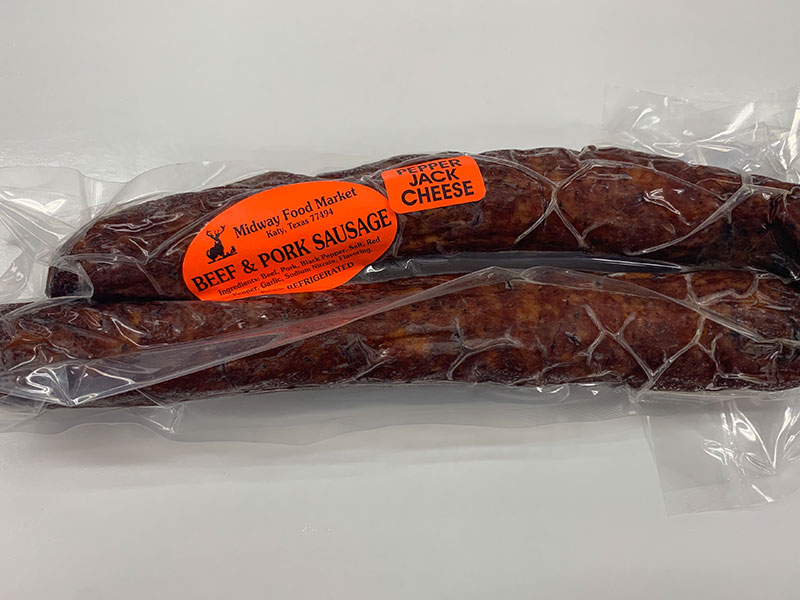 Midway Food Market
Katy, Texas 77494
BEEF & PORK SAUSAGE
Ingredients: Beef, Pork, Black Pepper, Salt, Red
Pepper, Garlic, Sodium Nitrate, Flavoring.
REFRIGERATED
PEPPER
JACK
CHEESE